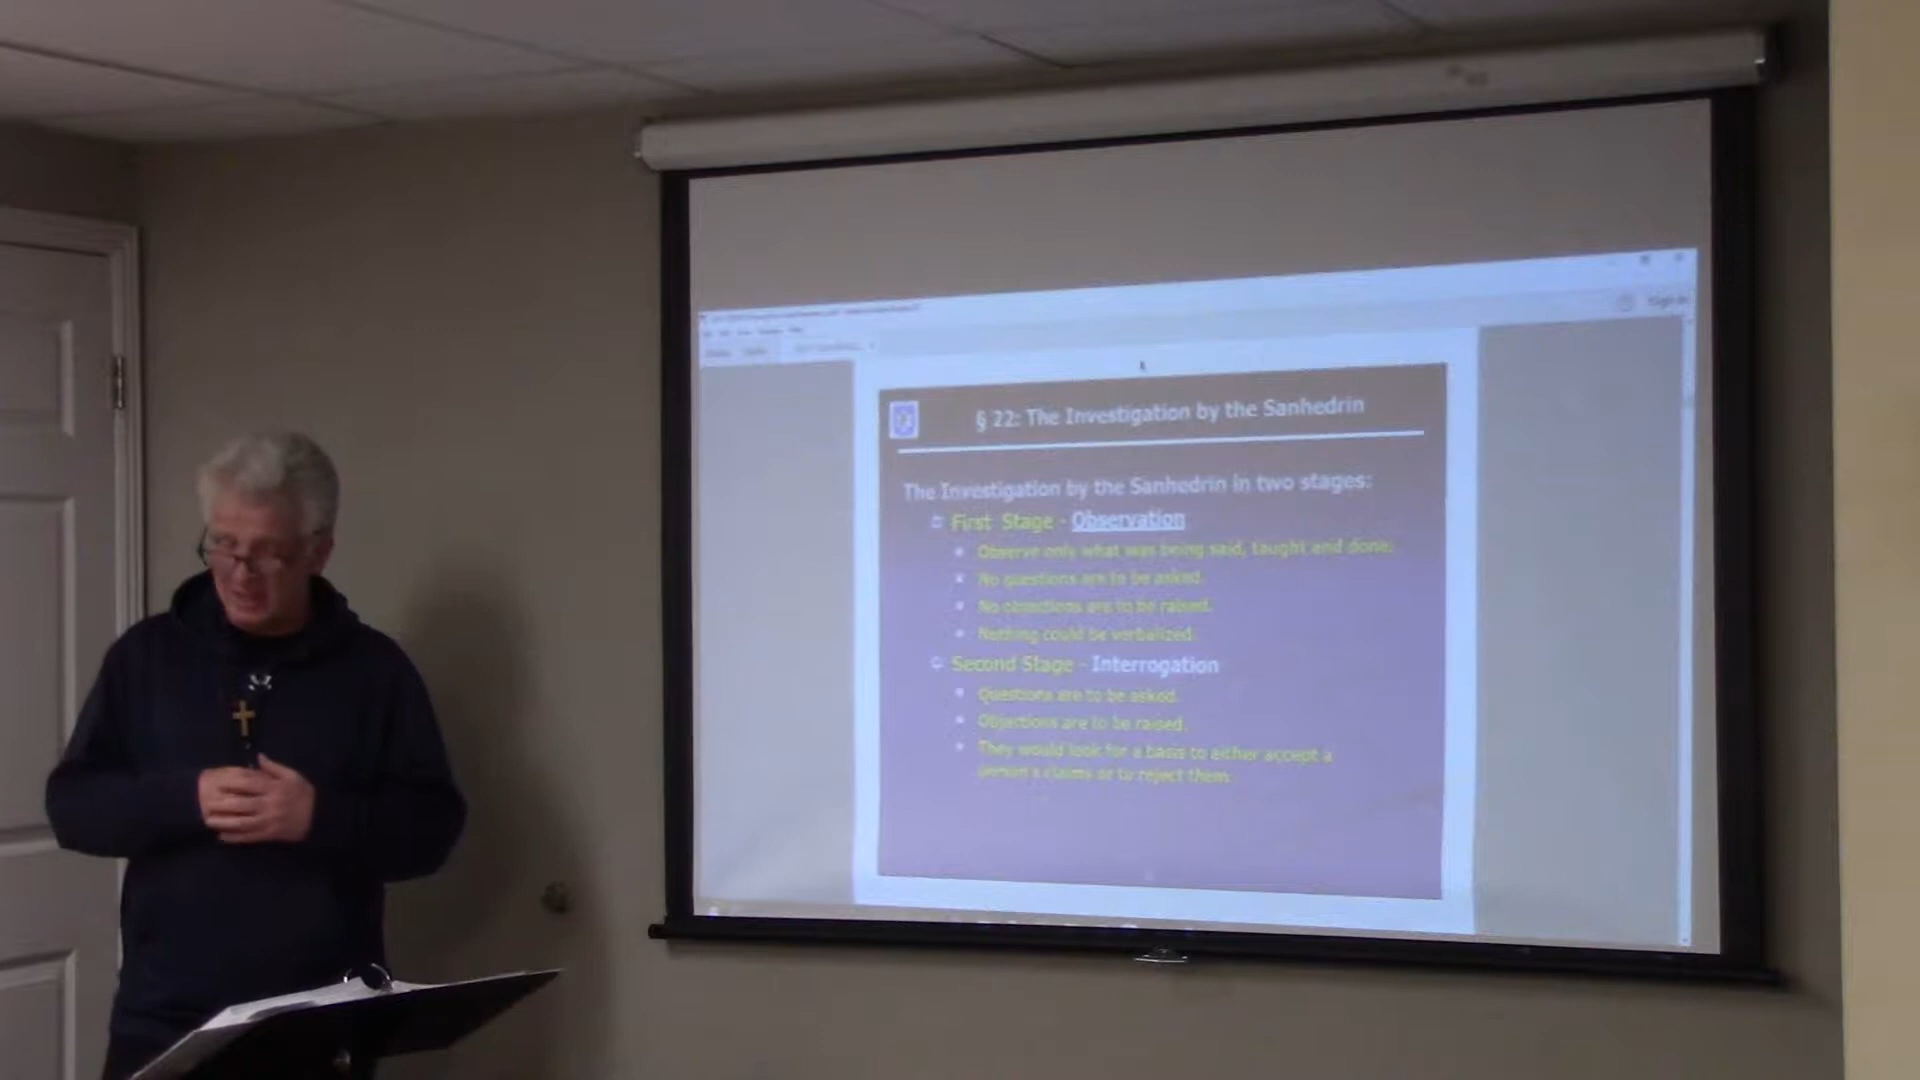 § 22: The Investigation by the Sanhedrin
The Investigation by the Sanhedrin in two stages:
First Stage - Observation
Observe only what was being said, taught and done.
No questions are to be asked.
No objections are to be raised.
Nothing could be verbalized.
Second Stage - Interrogation
Questions are to be asked.
Objections are to be raised.
They would look for a basis to either accept a
person's claims or to reject them.
Sign In